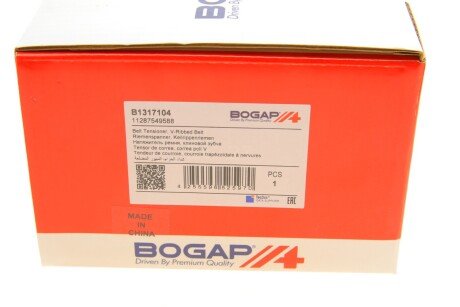 BOGAP
Driven By Premium Quality
B1317104
11287549588
BOGAP
Belt Tensioner, V-Ribbed Belt
Riemenspanner, Keilrippenriemen
Натяжитель ремня, клиновой зубча
Tensor de correa, correa poli V
Tendeur de courroie, courroie trapézoïdale à nervures
PCS
1
EAC
MADE
IN
CHINA
BOGAP
Driven By Premium Quality